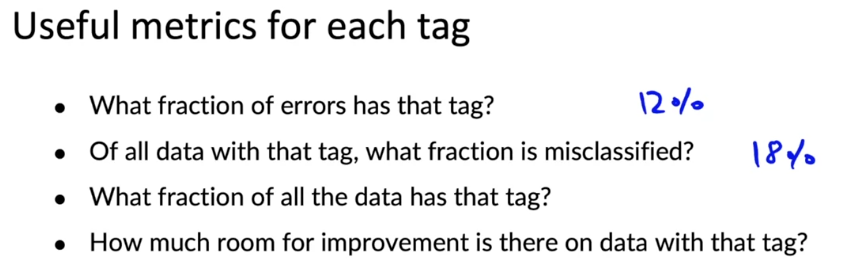 Useful metrics for each tag
• What fraction of errors has that tag? 12%
• Of all data with that tag, what fraction is misclassified? 18%
• What fraction of all the data has that tag?
• How much room for improvement is there on data with that tag?